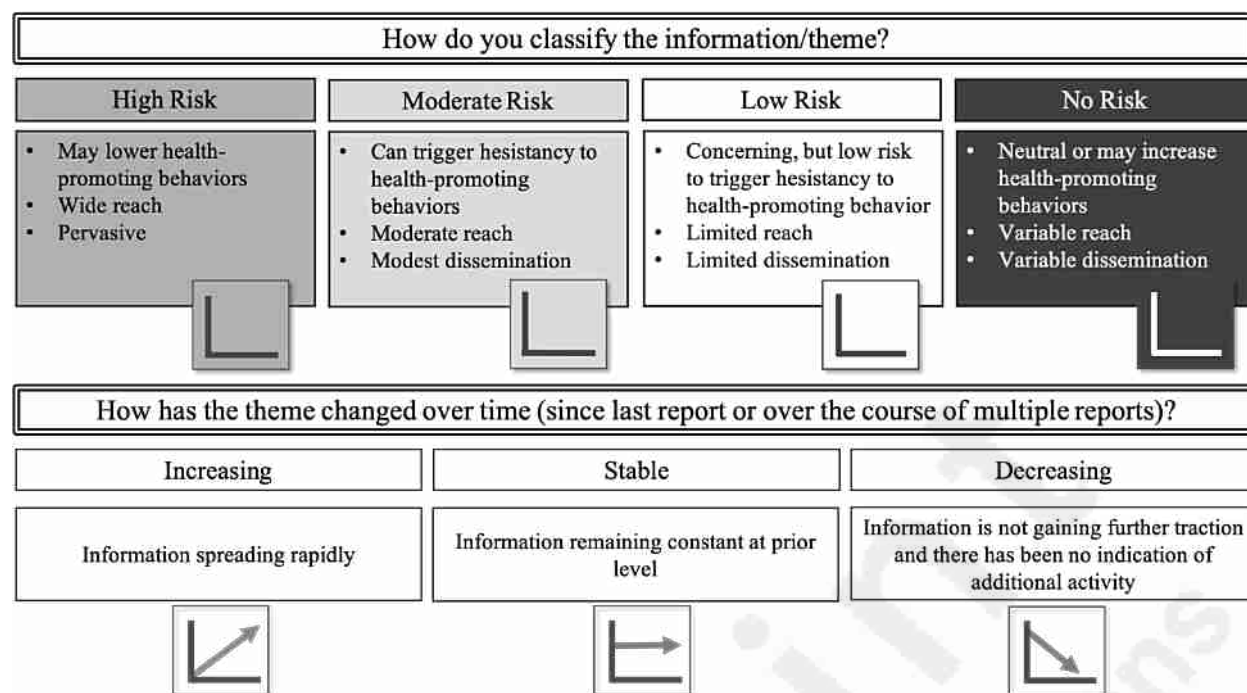 How do you classify the information/theme?
High Risk
• May lower health-
promoting behaviors
• Wide reach
• Pervasive
Moderate Risk
• Can trigger hesistancy to
health-promoting
behaviors
• Moderate reach
• Modest dissemination
Low Risk
• Concerning, but low risk
to trigger hesistancy to
health-promoting behavior
• Limited reach
• Limited dissemination
No Risk
• Neutral or may increase
health-promoting
behaviors
• Variable reach
• Variable dissemination
How has the theme changed over time (since last report or over the course of multiple reports)?
Increasing
Information spreading rapidly
Stable
Information remaining constant at prior
level
Decreasing
Information is not gaining further traction
and there has been no indication of
additional activity